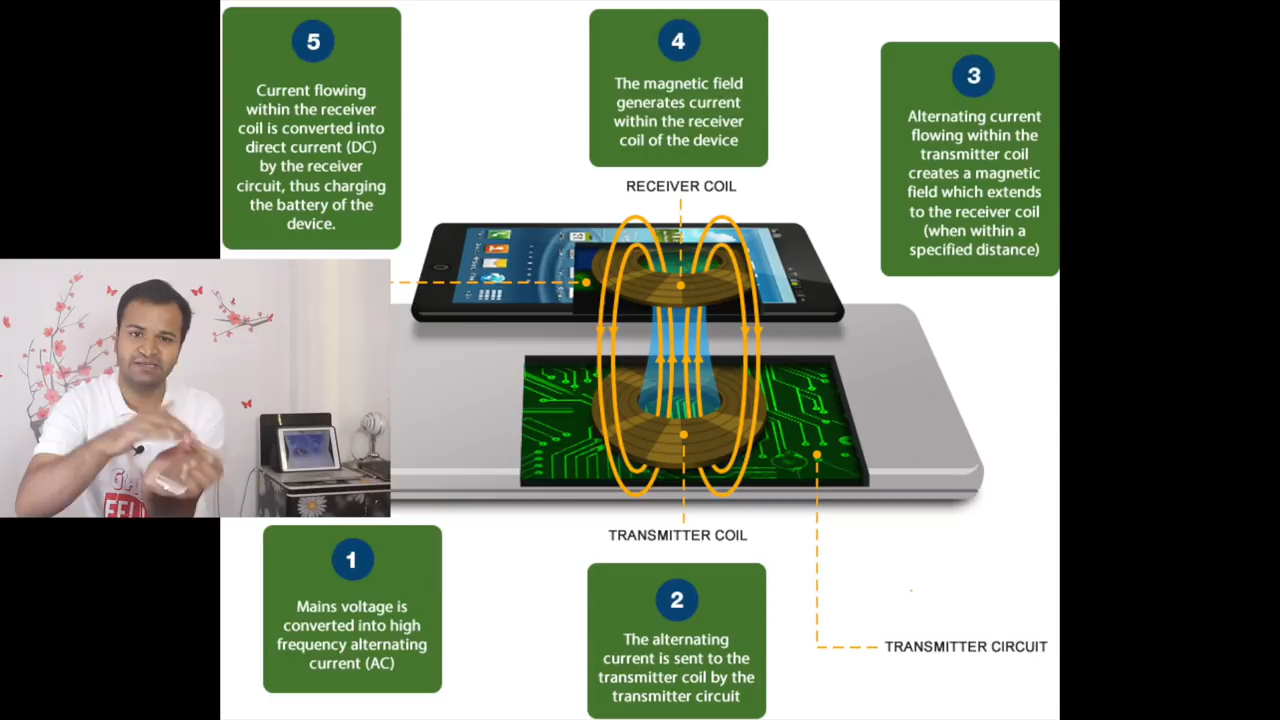 5
Current flowing
within the receiver
coil is converted into
direct current (DC)
by the receiver
circuit, thus charging
the battery of the
device.
4
The magnetic field
generates current
within the receiver
coil of the device
3
Alternating current
flowing within the
transmitter coil
creates a magnetic
field which extends
to the receiver coil
(when within a
specified distance)
RECEIVER COIL
TRANSMITTER COIL
1
Mains voltage is
converted into high
frequency alternating
current (AC)
2
The alternating
current is sent to the
transmitter coil by the
transmitter circuit
TRANSMITTER CIRCUIT